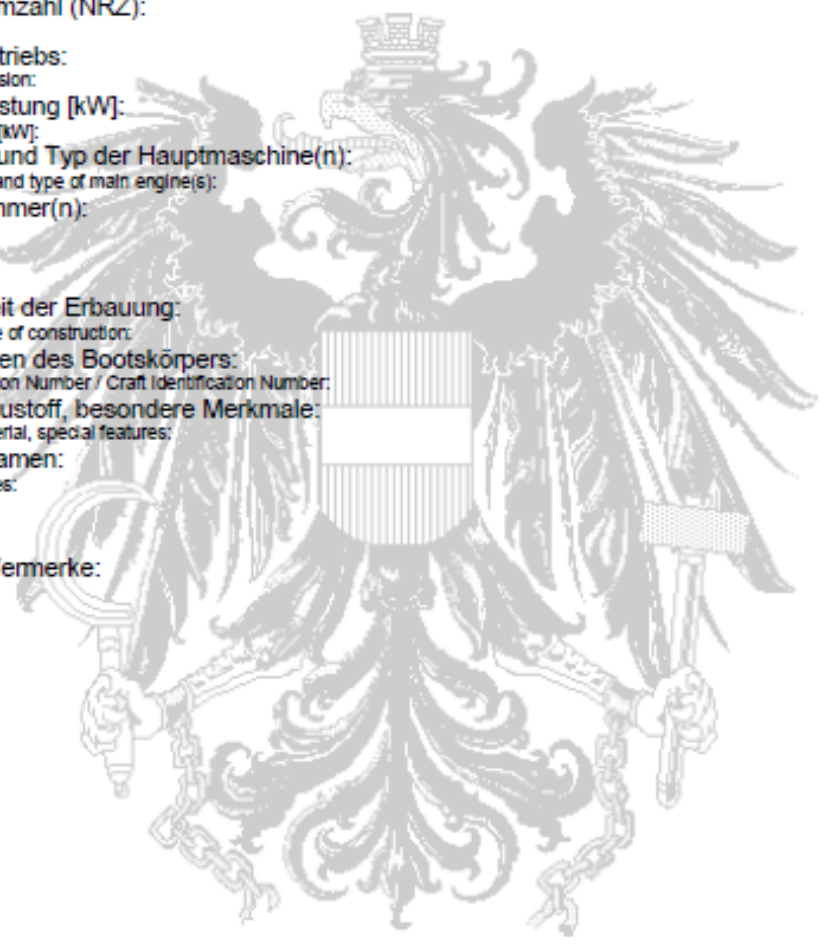 mzahl (NRZ):
triebs:
sion:
stung [kW]:
[kW]:
und Typ der Hauptmaschine(n):
and type of main engine(s):
mmer(n):
it der Erbauung:
e of construction:
en des Bootskörpers:
on Number / Craft Identification Number:
ustoff, besondere Merkmale:
erial, special features:
amen:
es:
Vermerke: